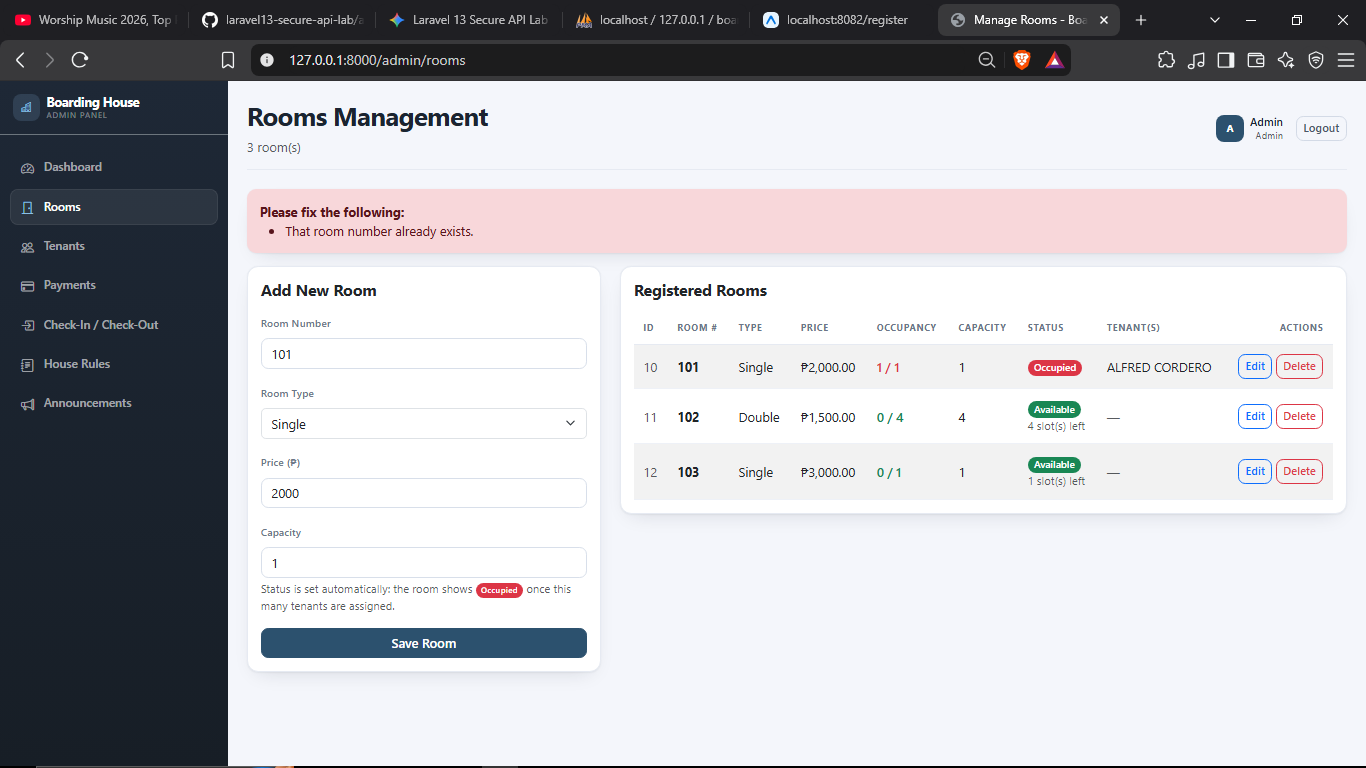 Worship Music 2026, Top
laravel13-secure-api-lab/a
Laravel 13 Secure API Lab
localhost / 127.0.0.1 / boa
localhost:8082/register
Manage Rooms - Boa
127.0.0.1:8000/admin/rooms
Boarding House
ADMIN PANEL
Dashboard
Rooms
Tenants
Payments
Check-In / Check-Out
House Rules
Announcements
Rooms Management
3 room(s)
A
Admin
Admin
Logout
Please fix the following:
• That room number already exists.
Add New Room
Room Number
101
Room Type
Single
Price (₱)
2000
Capacity
1
Status is set automatically: the room shows Occupied once this
many tenants are assigned.
Save Room
Registered Rooms
ID ROOM # TYPE PRICE OCCUPANCY CAPACITY STATUS TENANT(S) ACTIONS
10 101 Single ₱2,000.00 1 / 1 1 Occupied ALFRED CORDERO Edit Delete
11 102 Double ₱1,500.00 0 / 4 4 Available — Edit Delete
4 slot(s) left
12 103 Single ₱3,000.00 0 / 1 1 Available — Edit Delete
1 slot(s) left